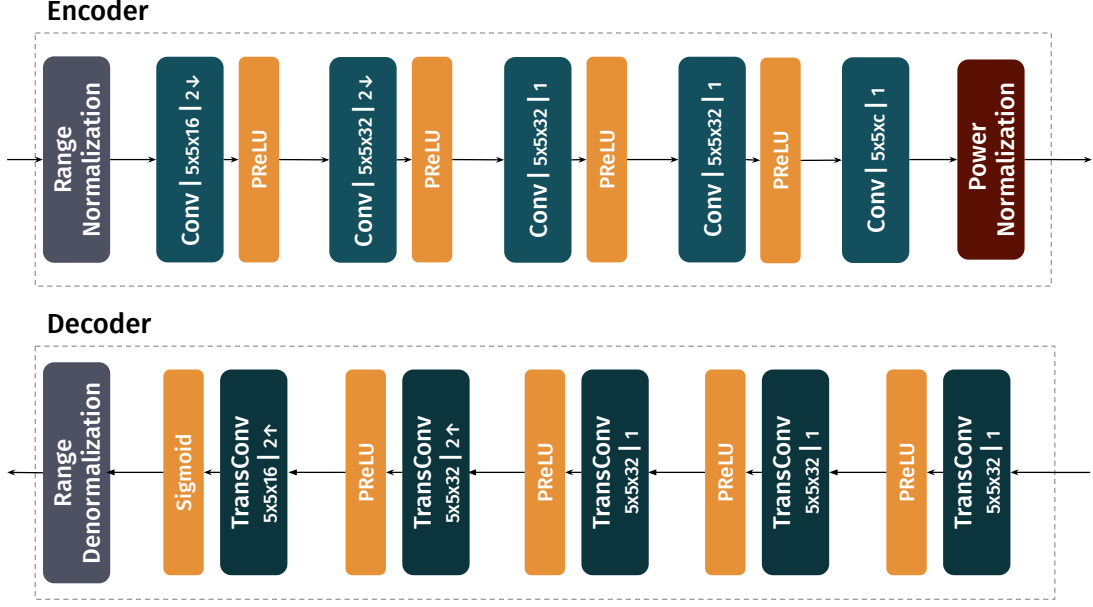 Encoder
Range
Normalization
Conv | 5x5x16 | 2↓
PReLU
Conv | 5x5x32 | 2↓
PReLU
Conv | 5x5x32 | 1
PReLU
Conv | 5x5x32 | 1
PReLU
Conv | 5x5xc | 1
Power
Normalization
Decoder
Range
Denormalization
Sigmoid
TransConv
5x5x16 | 2↑
PReLU
TransConv
5x5x32 | 2↑
PReLU
TransConv
5x5x32 | 1
PReLU
TransConv
5x5x32 | 1
PReLU
TransConv
5x5x32 | 1